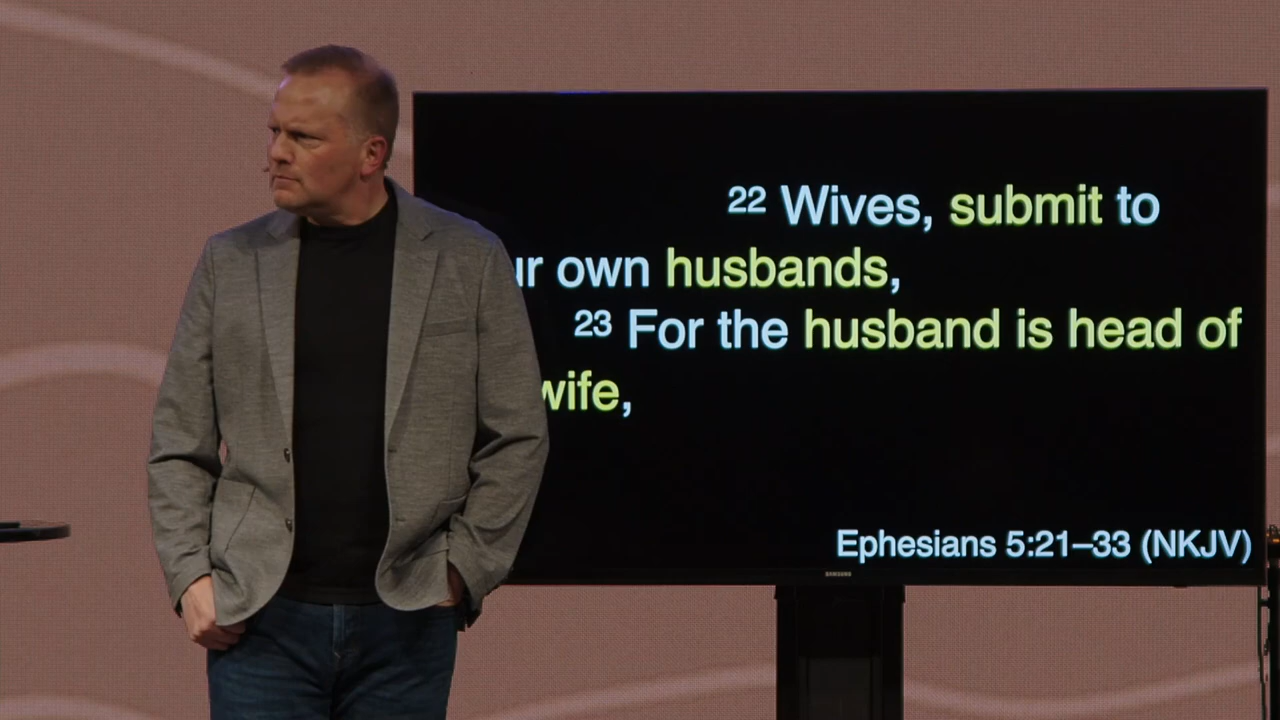 22 Wives, submit to
own husbands,
23 For the husband is head of
wife,
Ephesians 5:21–33 (NKJV)
SAMSUNG